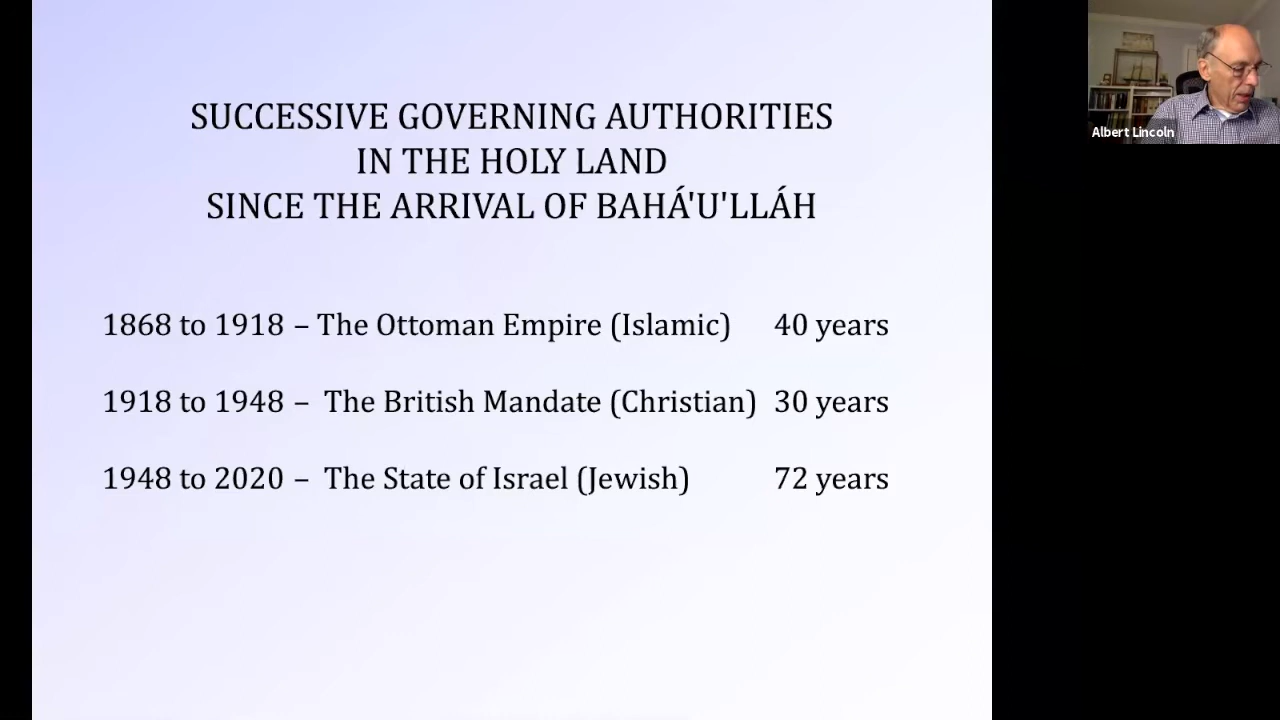 SUCCESSIVE GOVERNING AUTHORITIES
IN THE HOLY LAND
SINCE THE ARRIVAL OF BAHÁ'U'LLÁH
1868 to 1918 – The Ottoman Empire (Islamic) 40 years
1918 to 1948 – The British Mandate (Christian) 30 years
1948 to 2020 – The State of Israel (Jewish) 72 years
Albert Lincoln